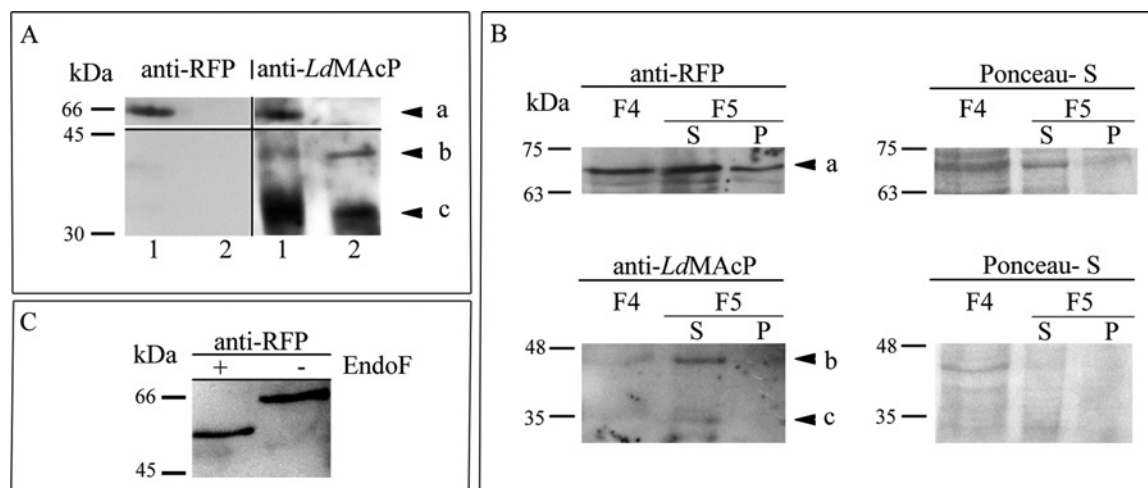 A
kDa
anti-RFP
anti-LdMAcP
66
a
45
b
c
30
1 2 1 2
B
anti-RFP
Ponceau- S
kDa
F4 F5
F4 F5
S P
S P
75
a
63
75
63
anti-LdMAcP
Ponceau- S
F4 F5
F4 F5
S P
S P
48
b
35
c
48
35
C
anti-RFP
kDa
+ - EndoF
66
45